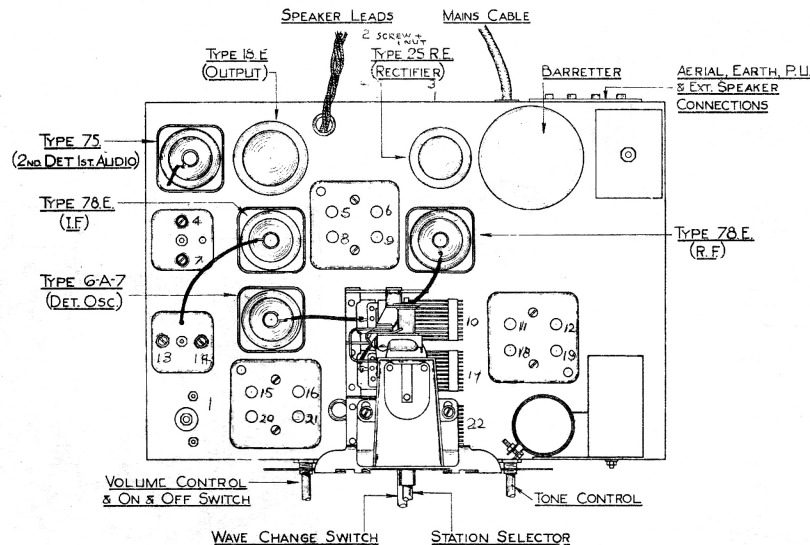 SPEAKER LEADS
MAINS CABLE
2 SCREW +
1 NUT
TYPE 18.E
(OUTPUT)
TYPE 25 R.E.
(RECTIFIER)
4 3
BARRETTER
AERIAL, EARTH, P.U.
& EXT. SPEAKER
CONNECTIONS
TYPE 75
(2ND. DET 1ST. AUDIO)
TYPE 78.E.
(I.F)
TYPE 78.E.
(R.F.)
TYPE 6-A-7
(DET. OSC)
4
7
5 6
8 9
10
11 12
18 19
13 14
17
15 16
20 21
1
22
VOLUME CONTROL
& ON & OFF SWITCH
TONE CONTROL
WAVE CHANGE SWITCH
STATION SELECTOR